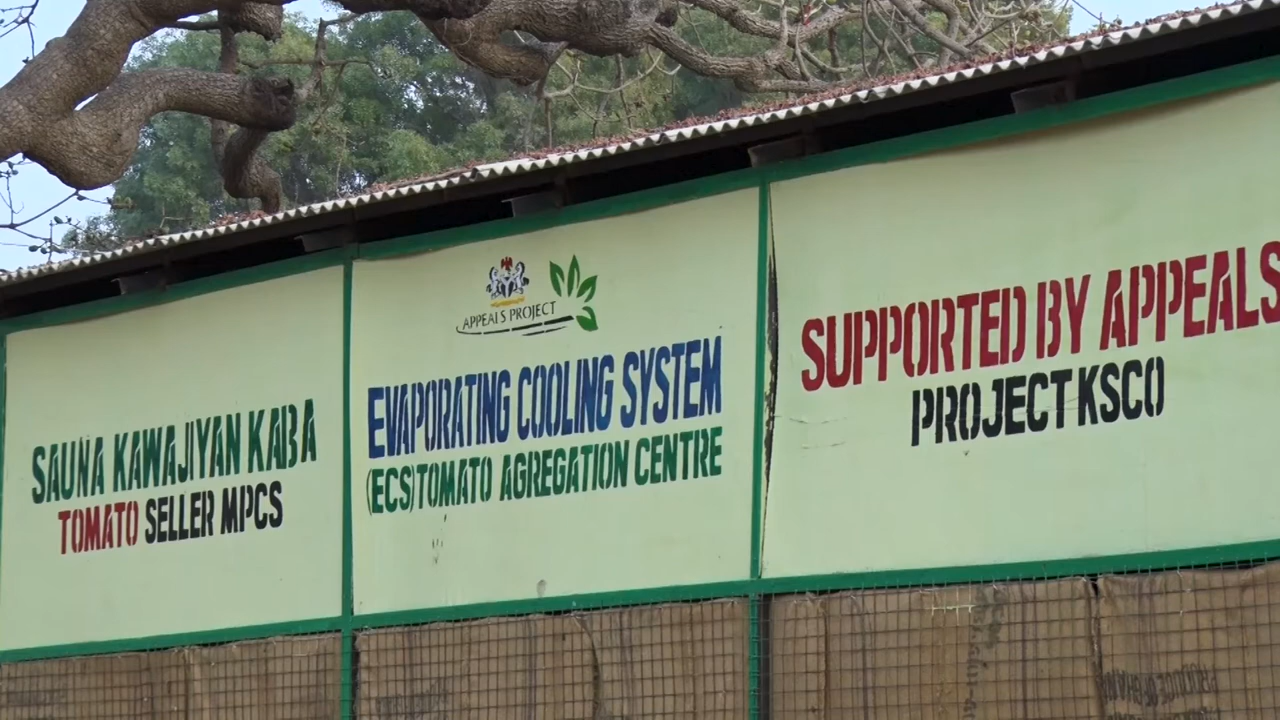 SAUNA KAWAJIYAN KABA
TOMATO SELLER MPCS
APPEALS PROJECT
EVAPORATING COOLING SYSTEM
(ECS) TOMATO AGREGATION CENTRE
SUPPORTED BY APPEALS
PROJECT KSCO